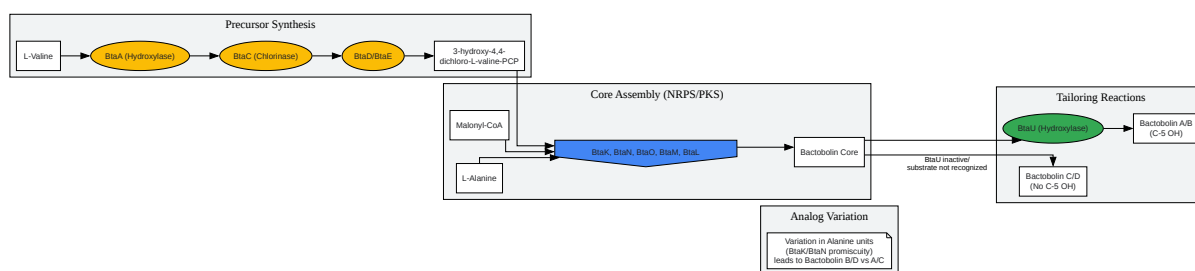 Precursor Synthesis
L-Valine
BtaA (Hydroxylase)
BtaC (Chlorinase)
BtaD/BtaE
3-hydroxy-4,4-
dichloro-L-valine-PCP
Core Assembly (NRPS/PKS)
Malonyl-CoA
L-Alanine
BtaK, BtaN, BtaO, BtaM, BtaL
Bactobolin Core
BtaU inactive/
substrate not recognized
Tailoring Reactions
BtaU (Hydroxylase)
Bactobolin A/B
(C-5 OH)
Bactobolin C/D
(No C-5 OH)
Analog Variation
Variation in Alanine units
(BtaK/BtaN promiscuity)
leads to Bactobolin B/D vs A/C